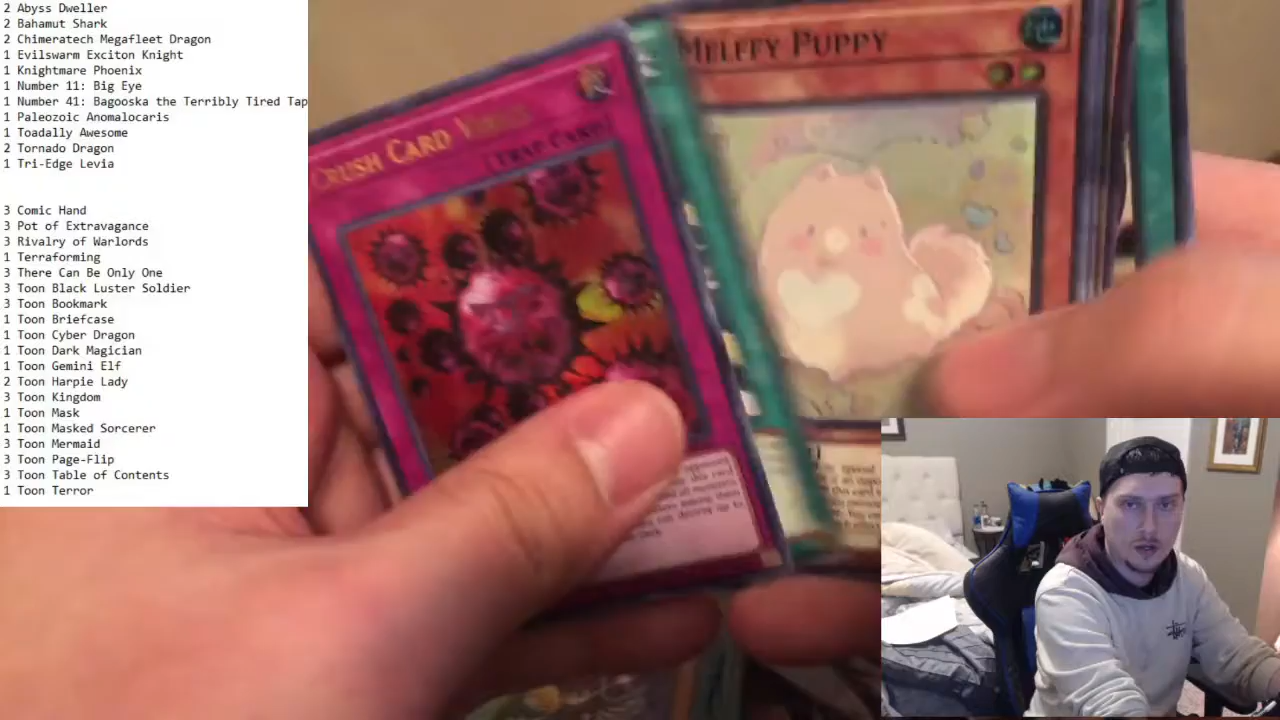 2 Abyss Dweller
2 Bahamut Shark
2 Chimeratech Megafleet Dragon
1 Evilswarm Exciton Knight
1 Knightmare Phoenix
1 Number 11: Big Eye
1 Number 41: Bagooska the Terribly Tired Tap
1 Paleozoic Anomalocaris
1 Toadally Awesome
2 Tornado Dragon
1 Tri-Edge Levia
3 Comic Hand
3 Pot of Extravagance
3 Rivalry of Warlords
1 Terraforming
3 There Can Be Only One
3 Toon Black Luster Soldier
3 Toon Bookmark
1 Toon Briefcase
1 Toon Cyber Dragon
1 Toon Dark Magician
1 Toon Gemini Elf
2 Toon Harpie Lady
3 Toon Kingdom
1 Toon Mask
1 Toon Masked Sorcerer
3 Toon Mermaid
3 Toon Page-Flip
3 Toon Table of Contents
1 Toon Terror
CRUSH CARD VIRUS
TRAP CARD
MELFFY PUPPY